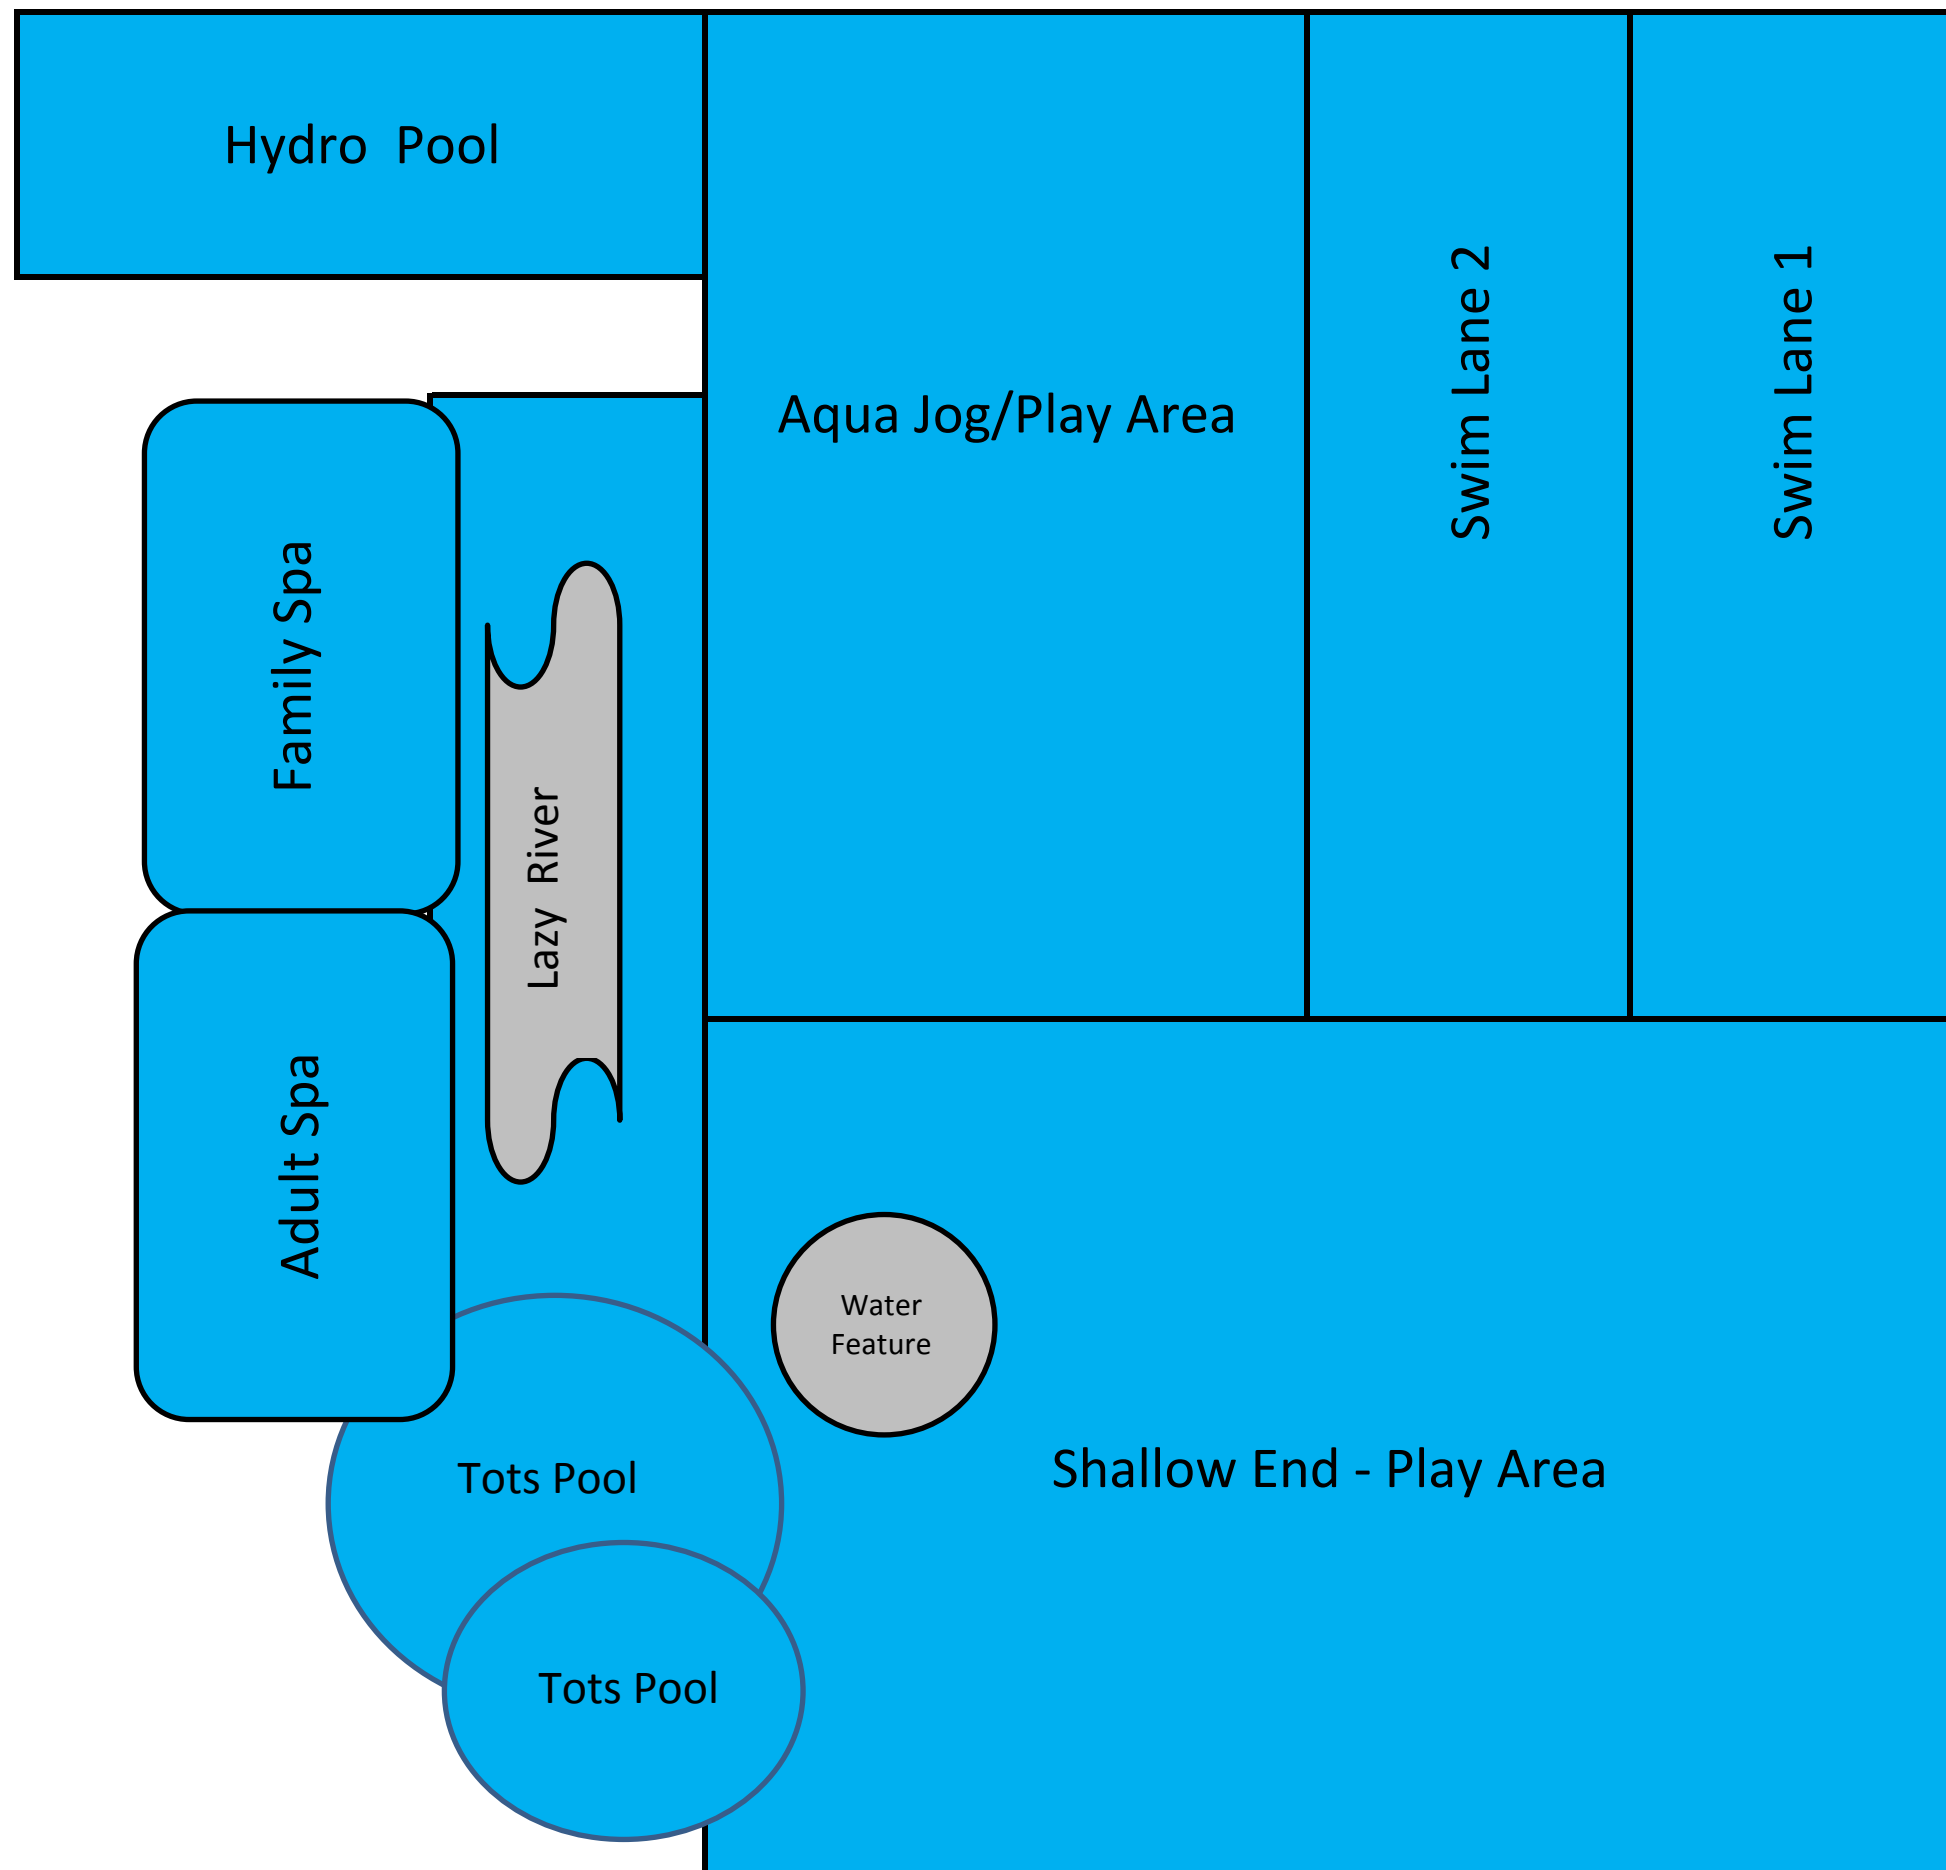 Hydro Pool
Aqua Jog/Play Area
Swim Lane 2
Swim Lane 1
Family Spa
Lazy River
Adult Spa
Water
Feature
Tots Pool
Shallow End - Play Area
Tots Pool